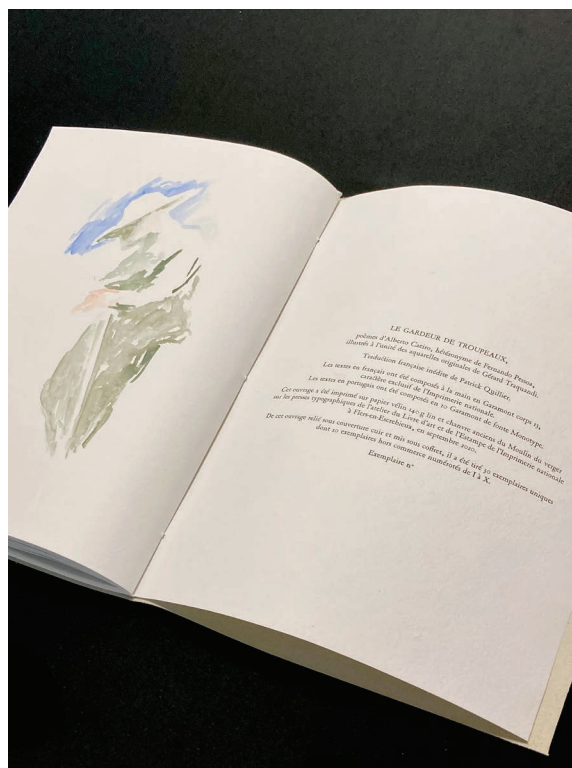 LE GARDEUR DE TROUPEAUX,
poèmes d'Alberto Caeiro, hétéronyme de Fernando Pessoa,
illustrés à l'unité des aquarelles originales de Gérard Traquandi.
Traduction française inédite de Patrick Quillier.
Les textes en français ont été composés à la main en Garamont corps 13,
caractère exclusif de l'Imprimerie nationale.
Les textes en portugais ont été composés en 10 Garamont de fonte Monotype.
Cet ouvrage a été imprimé sur papier vélin 240 g lin et chanvre anciens du Moulin du verger
sur les presses typographiques de l'atelier du Livre d'art et de l'Estampe de l'Imprimerie nationale
à Flers-en-Escrebieux, en septembre 2020.
De cet ouvrage relié sous couverture cuir et mis sous coffret, il a été tiré 30 exemplaires uniques
dont 10 exemplaires hors commerce numérotés de I à X.
Exemplaire n°